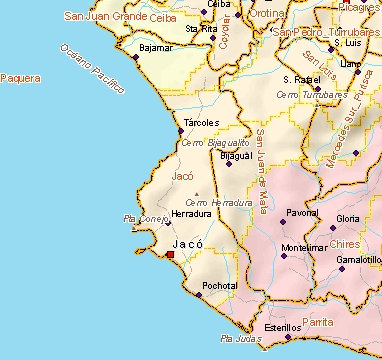 Ceiba
Picagres
San Juan Grande
Ceiba
Orotina
Sta Rita
Coyolar
San Pedro Turrubares
S. Luis
Océano Pacífico
Bajamar
San Luis
Llano
Paquera
S. Rafael
Cerro Turrubares
Mercedes Sur Puriscal
Tárcoles
Cerro Bijagualito
Bijagual
San Juan de Mata
Jacó
Cerro Herradura
Pta Conejo
Herradura
Pavonal
Gloria
Jacó
Chires
Montelimar
Gamalotillo
Pochotal
Parrita
Esterillos
Pta Judas